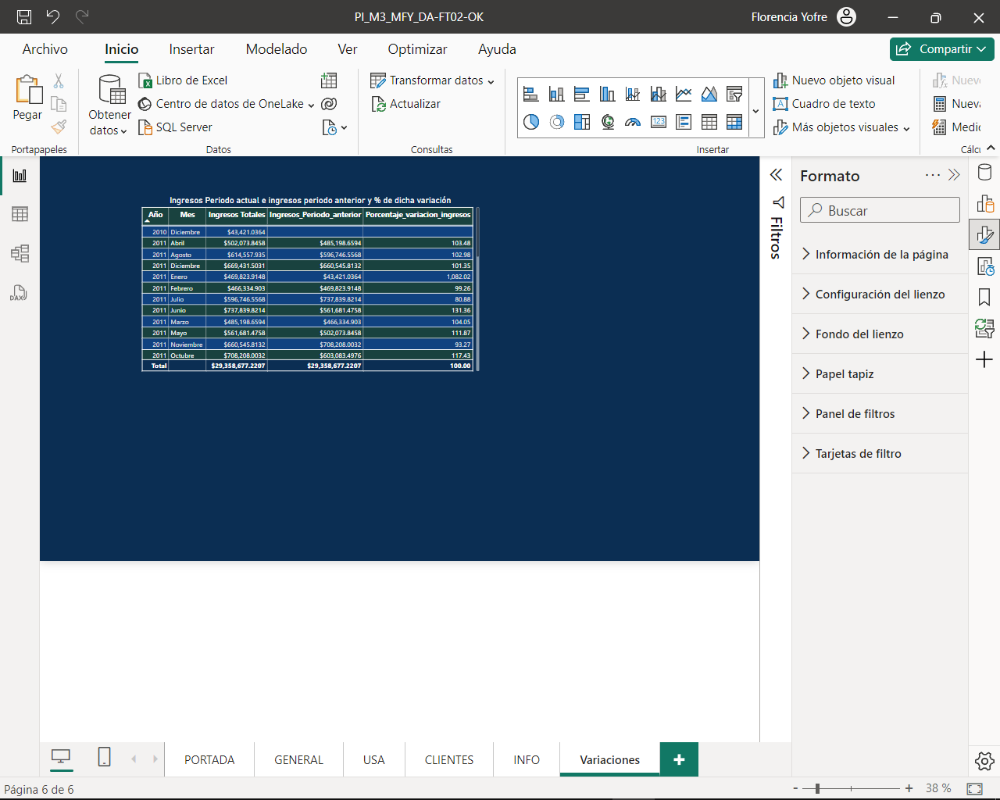 PI_M3_MFY_DA-FT02-OK
Florencia Yofre
Archivo Inicio Insertar Modelado Ver Optimizar Ayuda
Compartir
Pegar
Portapapeles
Obtener
datos
Libro de Excel
Centro de datos de OneLake
SQL Server
Datos
Transformar datos
Actualizar
Consultas
123
Insertar
Nuevo objeto visual
Cuadro de texto
Más objetos visuales
Nuev
Nueva
Medic
Cálcu
Ingresos Periodo actual e ingresos periodo anterior y % de dicha variación
Año Mes Ingresos Totales Ingresos_Periodo_anterior Porcentaje_variacion_ingresos
2010 Diciembre $43,421.0364
2011 Abril $502,073.8458 $485,198.6594 103.48
2011 Agosto $614,557.935 $596,746.5568 102.98
2011 Diciembre $669,431.5031 $660,545.8132 101.35
2011 Enero $469,823.9148 $43,421.0364 1,082.02
2011 Febrero $466,334.903 $469,823.9148 99.26
2011 Julio $596,746.5568 $737,839.8214 80.88
2011 Junio $737,839.8214 $561,681.4758 131.36
2011 Marzo $485,198.6594 $466,334.903 104.05
2011 Mayo $561,681.4758 $502,073.8458 111.87
2011 Noviembre $660,545.8132 $708,208.0032 93.27
2011 Octubre $708,208.0032 $603,083.4976 117.43
Total $29,358,677.2207 $29,358,677.2207 100.00
Filtros
Formato
Buscar
Información de la página
Configuración del lienzo
Fondo del lienzo
Papel tapiz
Panel de filtros
Tarjetas de filtro
DAX
PORTADA GENERAL USA CLIENTES INFO Variaciones +
Página 6 de 6
- + 38 %